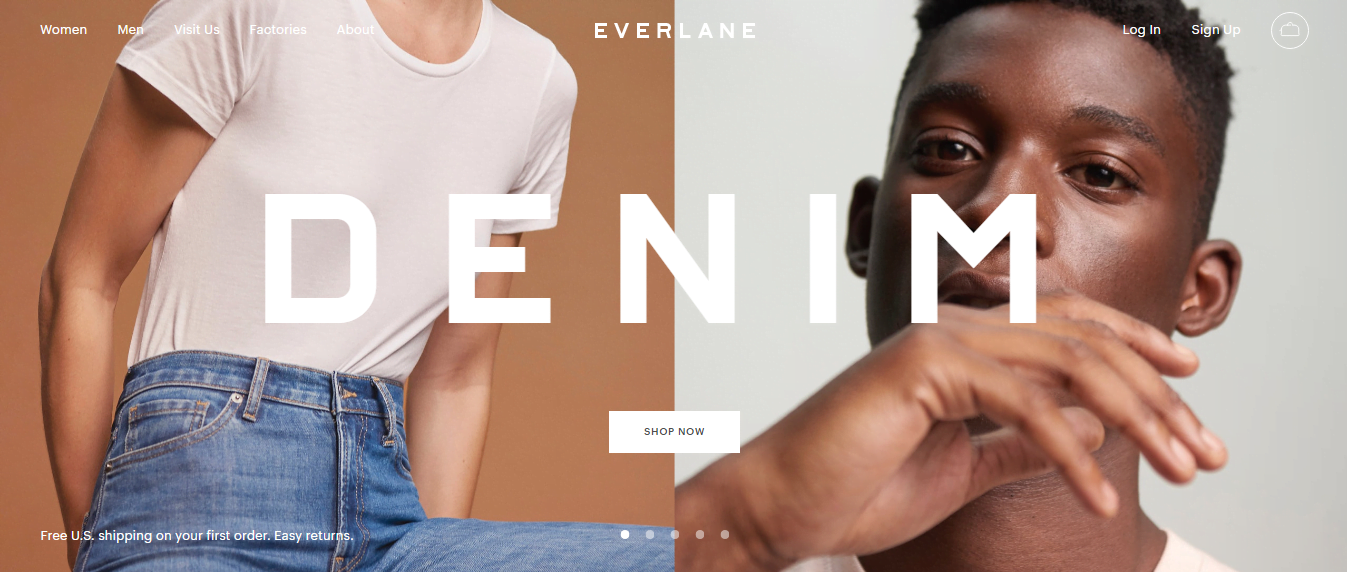 Women Men Visit Us Factories About EVERLANE Log In Sign Up
DENIM
SHOP NOW
Free U.S. shipping on your first order. Easy returns.